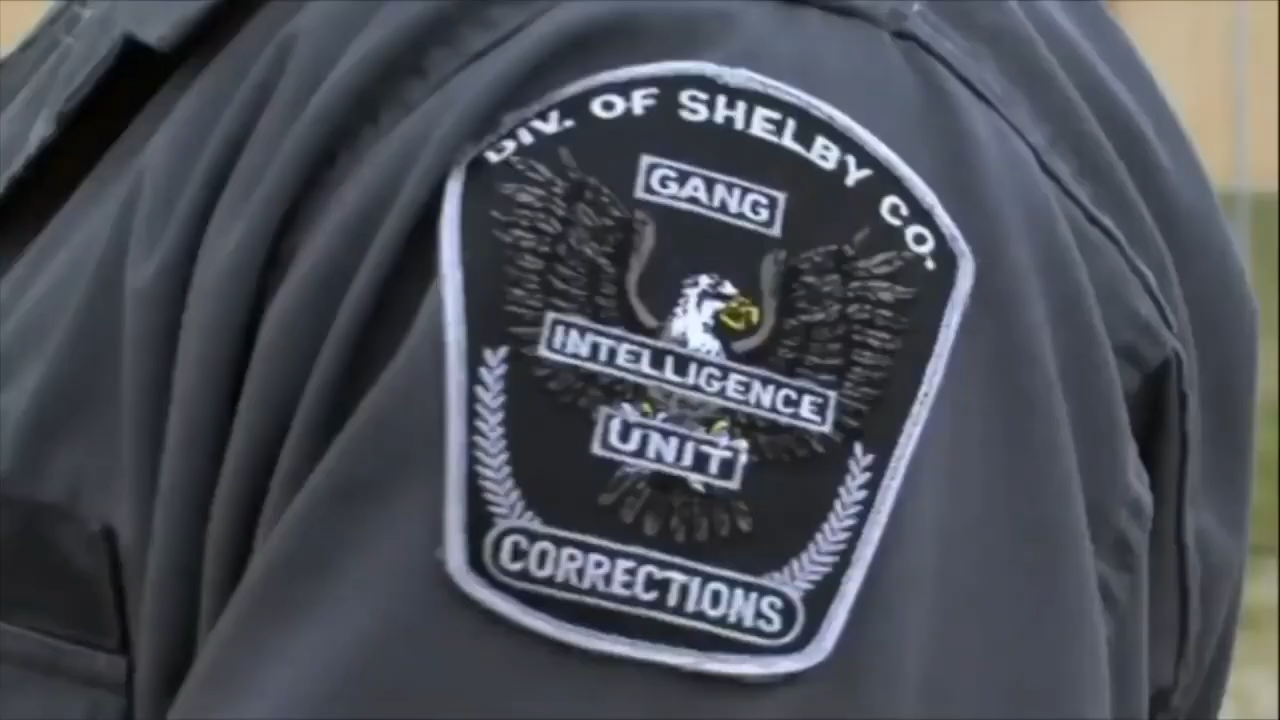 DIV. OF SHELBY CO.
GANG
INTELLIGENCE
UNIT
CORRECTIONS